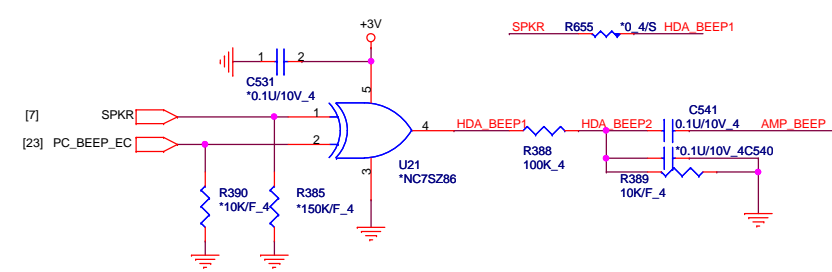 +3V
SPKR R655 *0_4/S HDA_BEEP1
1 2
C531
*0.1U/10V_4
5
[7] SPKR 1
[23] PC_BEEP_EC 2
4 HDA_BEEP1
HDA_BEEP2
C541
0.1U/10V_4
AMP_BEEP
R388
100K_4
*0.1U/10V_4C540
U21
*NC7SZ86
3
R389
10K/F_4
R390
*10K/F_4
R385
*150K/F_4